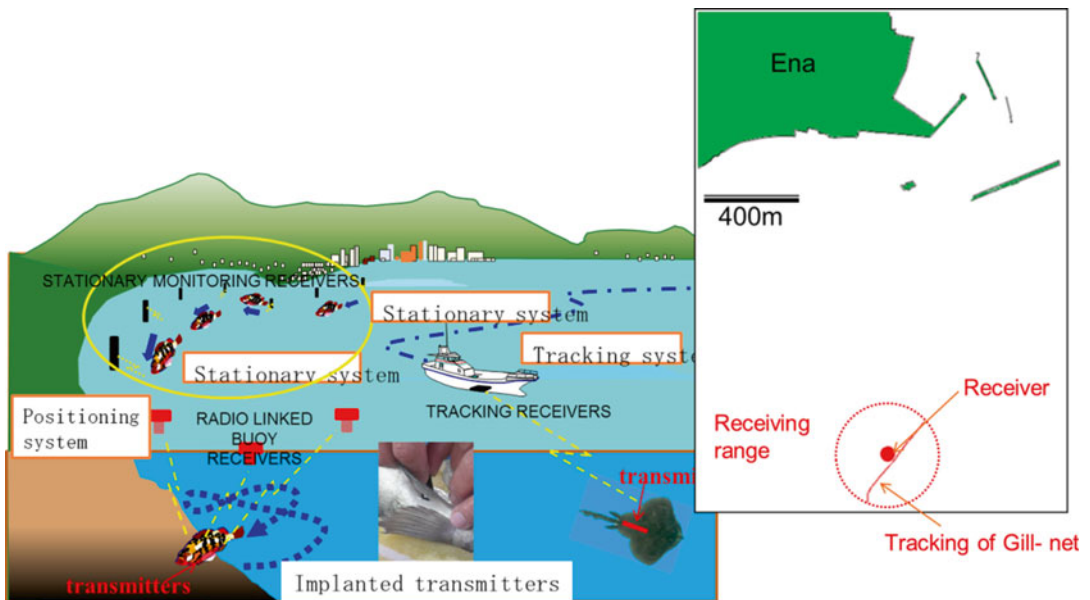 STATIONARY MONITORING RECEIVERS
Stationary system
Stationary system
Tracking syst
Positioning
system
RADIO LINKED
BUOY
RECEIVERS
TRACKING RECEIVERS
transmi
transmitters
Implanted transmitters
Ena
400m
Receiver
Receiving
range
Tracking of Gill- net